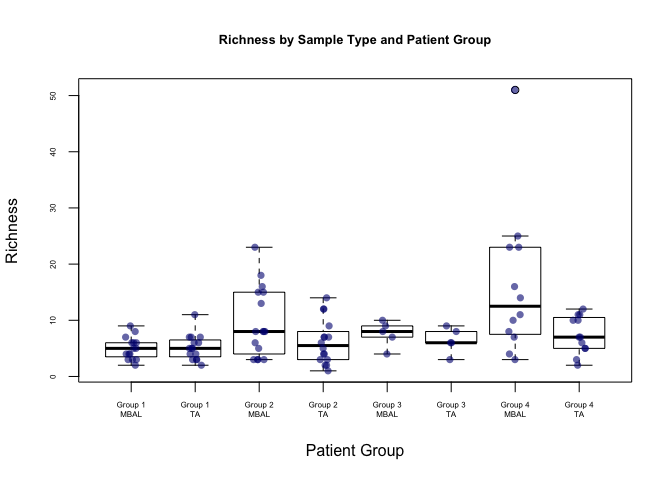 Richness by Sample Type and Patient Group
50
40
30
20
10
0
Richness
Group 1
MBAL
Group 1
TA
Group 2
MBAL
Group 2
TA
Group 3
MBAL
Group 3
TA
Group 4
MBAL
Group 4
TA
Patient Group